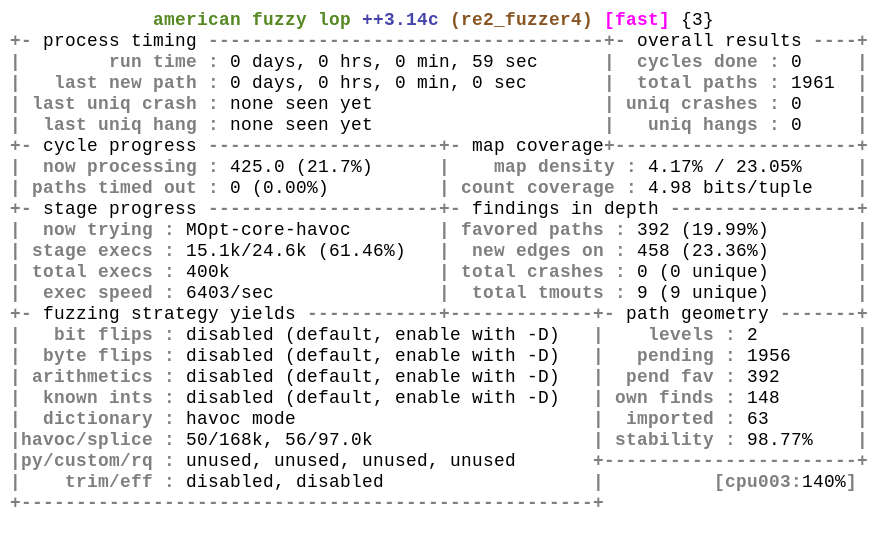 american fuzzy lop ++3.14c (re2_fuzzer4) [fast] {3}
+- process timing ------------------------------------+- overall results ----+
|        run time : 0 days, 0 hrs, 0 min, 59 sec      |  cycles done : 0     |
|   last new path : 0 days, 0 hrs, 0 min, 0 sec       |  total paths : 1961  |
| last uniq crash : none seen yet                     | uniq crashes : 0     |
|  last uniq hang : none seen yet                     |   uniq hangs : 0     |
+- cycle progress ---------------------+- map coverage+----------------------+
|  now processing : 425.0 (21.7%)      |    map density : 4.17% / 23.05%     |
| paths timed out : 0 (0.00%)          | count coverage : 4.98 bits/tuple    |
+- stage progress ---------------------+- findings in depth -----------------+
|  now trying : MOpt-core-havoc        | favored paths : 392 (19.99%)        |
| stage execs : 15.1k/24.6k (61.46%)   |  new edges on : 458 (23.36%)        |
| total execs : 400k                   | total crashes : 0 (0 unique)        |
|  exec speed : 6403/sec               |  total tmouts : 9 (9 unique)        |
+- fuzzing strategy yields ------------+-------------+- path geometry -------+
|   bit flips : disabled (default, enable with -D)   |    levels : 2         |
|  byte flips : disabled (default, enable with -D)   |   pending : 1956      |
| arithmetics : disabled (default, enable with -D)   |  pend fav : 392       |
|  known ints : disabled (default, enable with -D)   | own finds : 148       |
|  dictionary : havoc mode                           |  imported : 63        |
|havoc/splice : 50/168k, 56/97.0k                    | stability : 98.77%    |
|py/custom/rq : unused, unused, unused, unused       +-----------------------+
|    trim/eff : disabled, disabled                   |          [cpu003:140%]
+----------------------------------------------------+